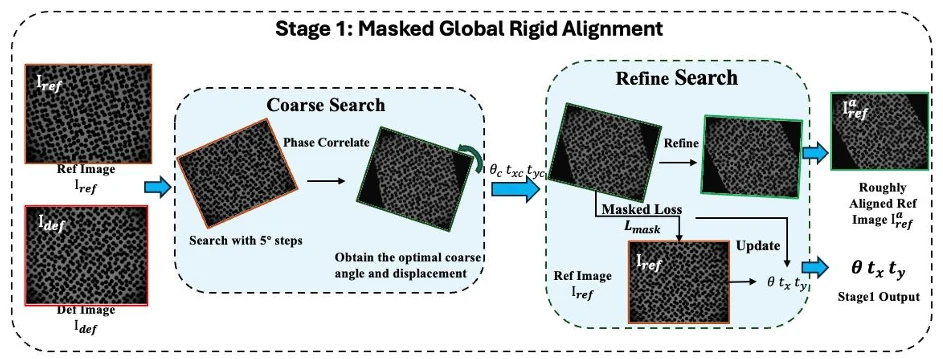 Stage 1: Masked Global Rigid Alignment
I_ref
Ref Image
I_ref
I_def
Def Image
I_def
Coarse Search
Phase Correlate
Search with 5° steps
Obtain the optimal coarse
angle and displacement
θ_c t_xc t_yc
Refine Search
Refine
Masked Loss
L_mask
Update
Ref Image
I_ref
I_ref
θ t_x t_y
I^a_ref
Roughly
Aligned Ref
Image I^a_ref
θ t_x t_y
Stage1 Output